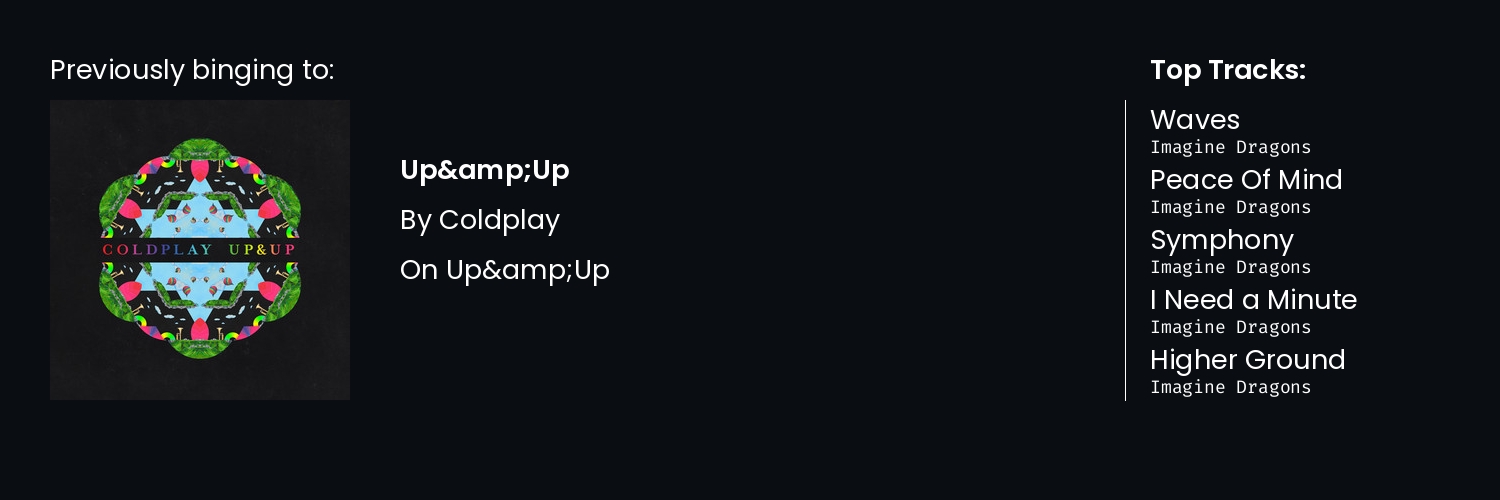 Previously binging to:
COLDPLAY UP&UP
Up&amp;Up
By Coldplay
On Up&amp;Up
Top Tracks:
Waves
Imagine Dragons
Peace Of Mind
Imagine Dragons
Symphony
Imagine Dragons
I Need a Minute
Imagine Dragons
Higher Ground
Imagine Dragons